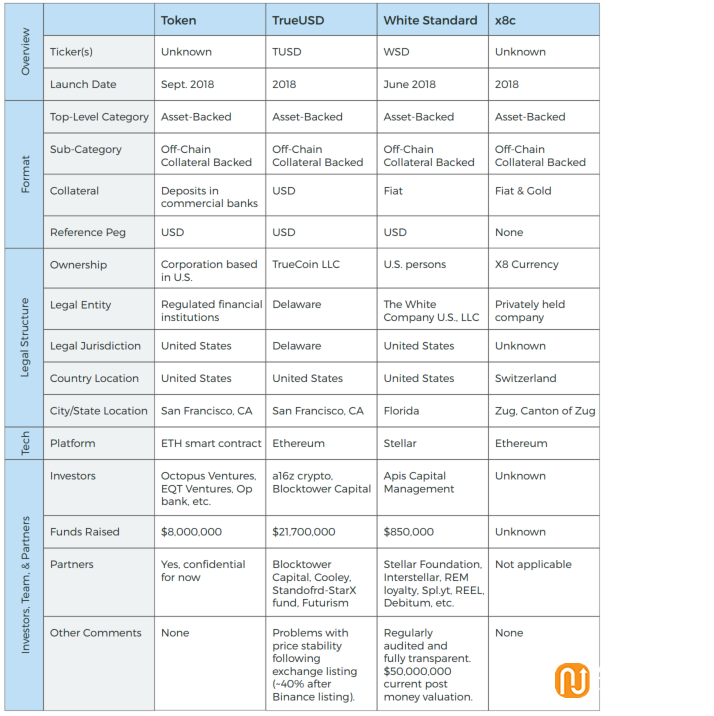 Token TrueUSD White Standard x8c
Overview
Ticker(s) Unknown TUSD WSD Unknown
Launch Date Sept. 2018 2018 June 2018 2018
Format
Top-Level Category Asset-Backed Asset-Backed Asset-Backed Asset-Backed
Sub-Category Off-Chain Off-Chain Off-Chain Off-Chain
Collateral Backed Collateral Backed Collateral Backed Collateral Backed
Collateral Deposits in USD Fiat Fiat & Gold
commercial banks
Reference Peg USD USD USD None
Legal Structure
Ownership Corporation based TrueCoin LLC U.S. persons X8 Currency
in U.S.
Legal Entity Regulated financial Delaware The White Privately held
institutions Company U.S., LLC company
Legal Jurisdiction United States Delaware United States Unknown
Country Location United States United States United States Switzerland
City/State Location San Francisco, CA San Francisco, CA Florida Zug, Canton of Zug
Tech
Platform ETH smart contract Ethereum Stellar Ethereum
Investors, Team, & Partners
Investors Octopus Ventures, a16z crypto, Apis Capital Unknown
EQT Ventures, Op Blocktower Capital Management
bank, etc.
Funds Raised $8,000,000 $21,700,000 $850,000 Unknown
Partners Yes, confidential Blocktower Stellar Foundation, Not applicable
for now Capital, Cooley, Interstellar, REM
Standofrd-StarX loyalty, Spl.yt, REEL,
fund, Futurism Debitum, etc.
Other Comments None Problems with Regularly None
price stability audited and
following fully transparent.
exchange listing $50,000,000
(~40% after current post
Binance listing). money valuation.